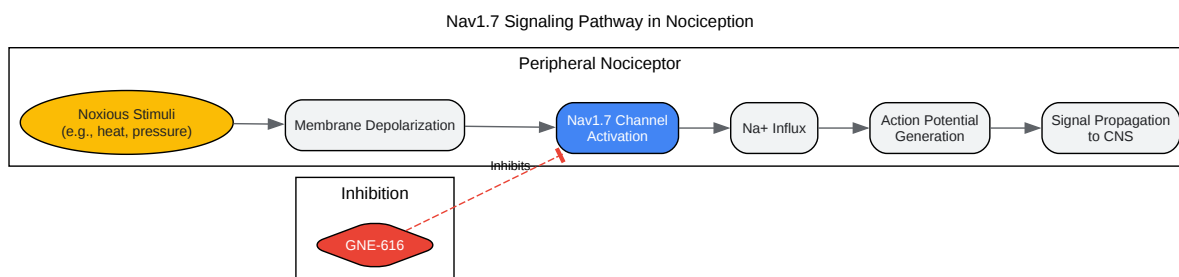 Nav1.7 Signaling Pathway in Nociception
Peripheral Nociceptor
Noxious Stimuli
(e.g., heat, pressure)
Membrane Depolarization
Nav1.7 Channel
Activation
Na+ Influx
Action Potential
Generation
Signal Propagation
to CNS
Inhibits
Inhibition
GNE-616